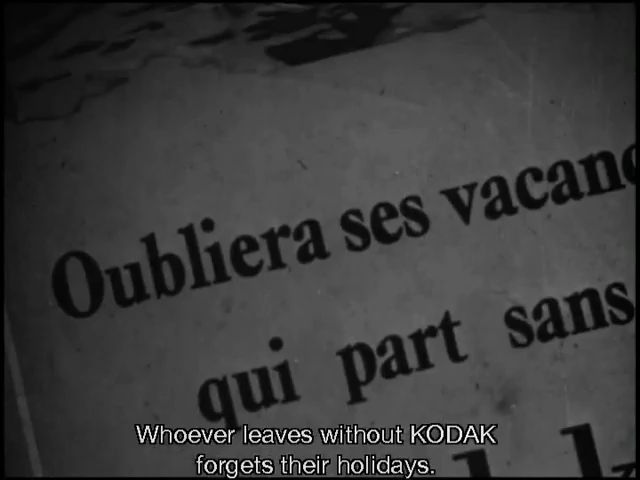 Oubliera ses vacanc
qui part sans
Whoever leaves without KODAK
forgets their holidays.